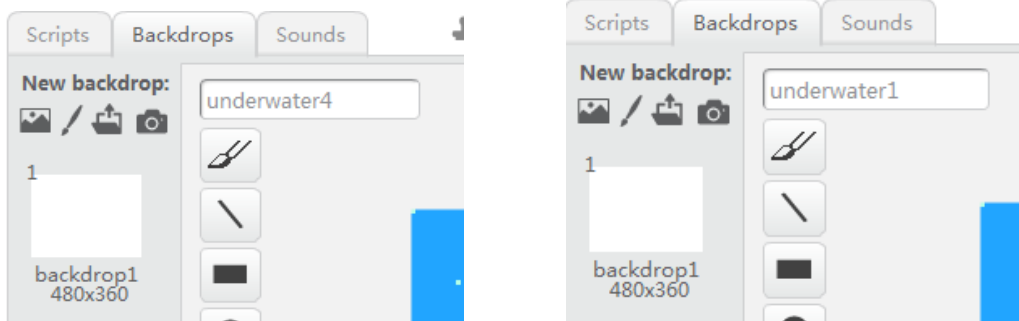 Scripts Backdrops Sounds
New backdrop:
underwater4
1
backdrop1
480x360
Scripts Backdrops Sounds
New backdrop:
underwater1
1
backdrop1
480x360